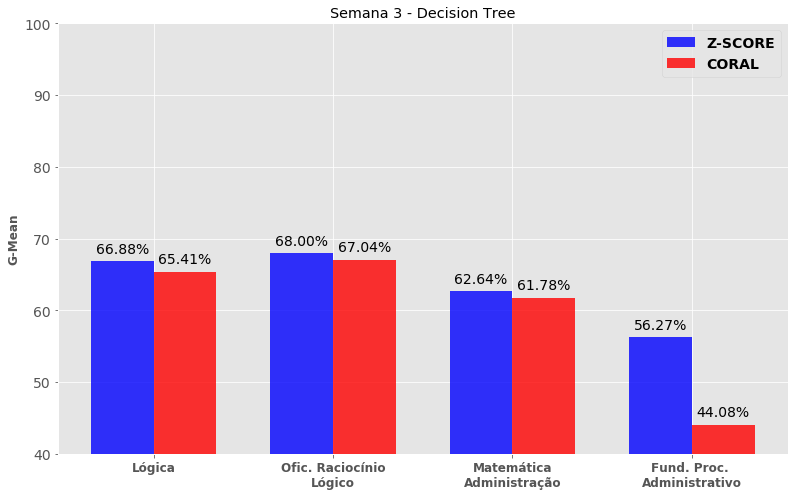 Semana 3 - Decision Tree
100
90
80
70
60
50
40
G-Mean
Z-SCORE
CORAL
66.88%
65.41%
68.00%
67.04%
62.64%
61.78%
56.27%
44.08%
Lógica
Ofic. Raciocínio
Lógico
Matemática
Administração
Fund. Proc.
Administrativo